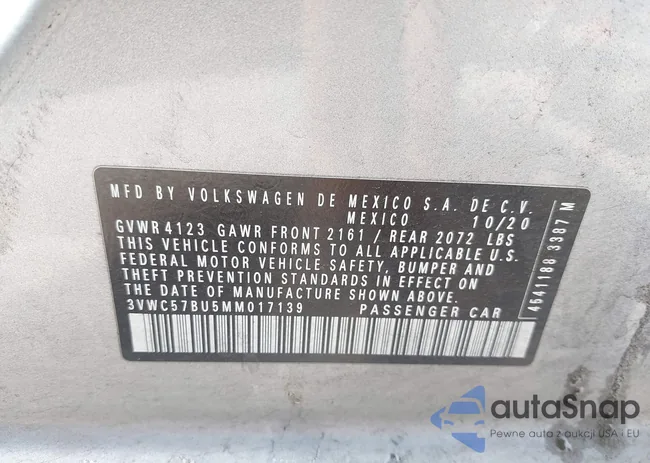 MFD BY VOLKSWAGEN DE MEXICO S.A. DE C.V.
MEXICO 10/20
GVWR 4123 GAWR FRONT 2161 / REAR 2072 LBS
THIS VEHICLE CONFORMS TO ALL APPLICABLE U.S.
FEDERAL MOTOR VEHICLE SAFETY, BUMPER AND
THEFT PREVENTION STANDARDS IN EFFECT ON
THE DATE OF MANUFACTURE SHOWN ABOVE.
3VWC57BU5MM017139 PASSENGER CAR
4541188 3387 M
autoSnap
Pewne auta z aukcji USA i EU